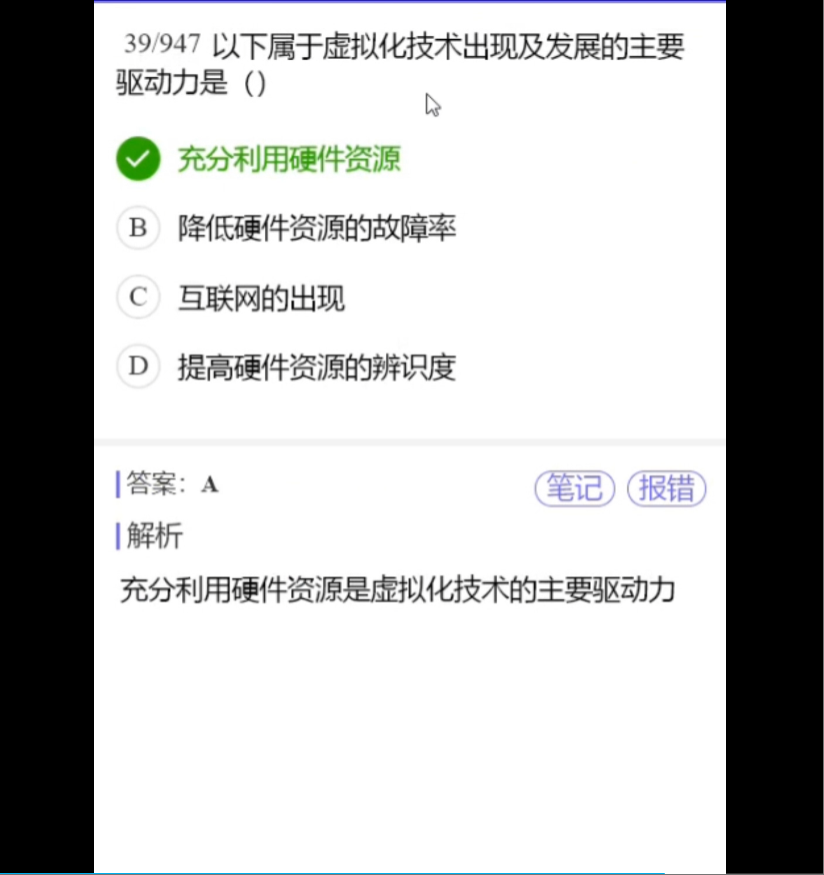 39/947 以下属于虚拟化技术出现及发展的主要
驱动力是（）
充分利用硬件资源
B 降低硬件资源的故障率
C 互联网的出现
D 提高硬件资源的辨识度
答案：A
笔记 报错
解析
充分利用硬件资源是虚拟化技术的主要驱动力